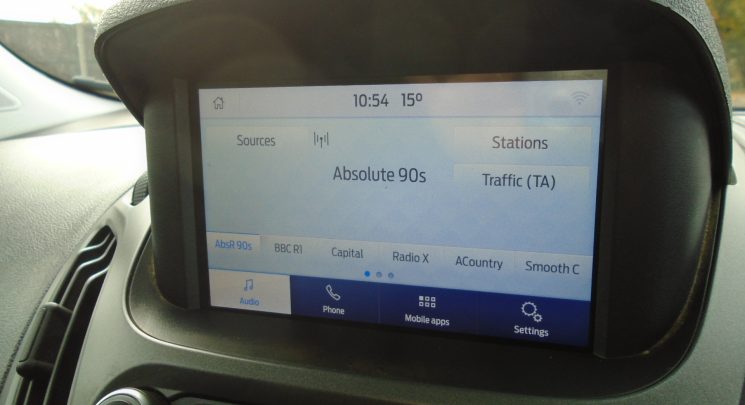 10:54 15º
Sources
Stations
Absolute 90s
Traffic (TA)
AbsR 90s BBC R1 Capital Radio X ACountry Smooth C
Audio Phone Mobile apps Settings